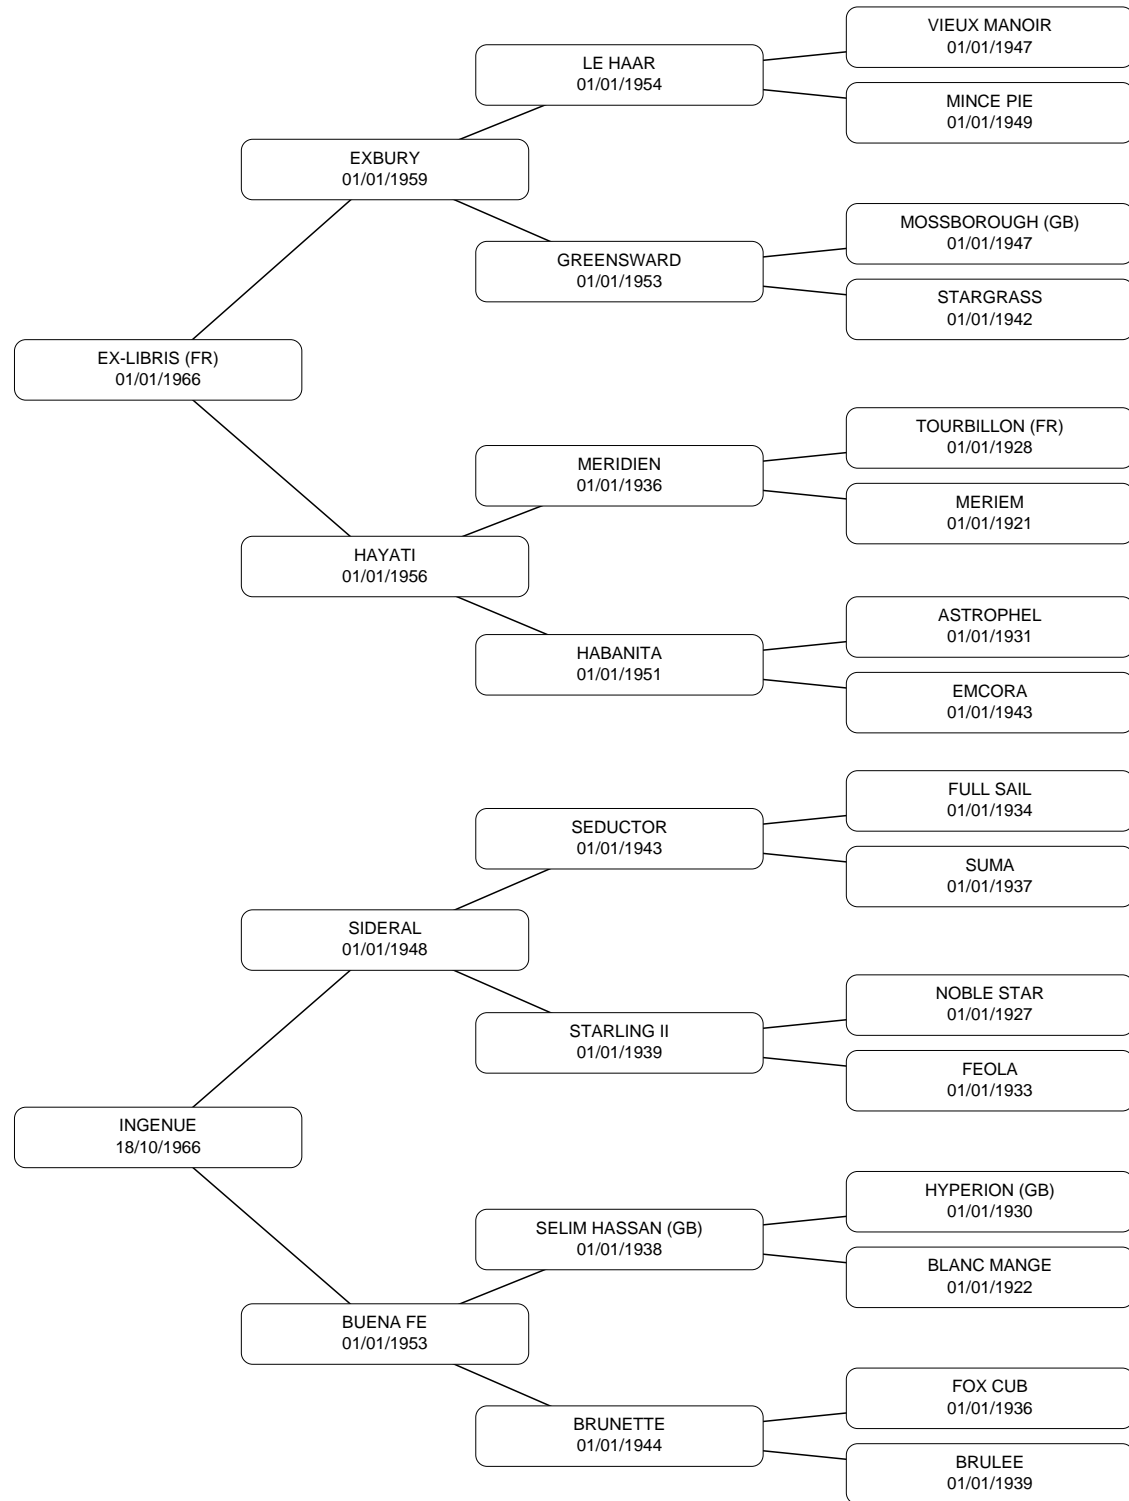 VIEUX MANOIR
01/01/1947
LE HAAR
01/01/1954
MINCE PIE
01/01/1949
EXBURY
01/01/1959
MOSSBOROUGH (GB)
01/01/1947
GREENSWARD
01/01/1953
STARGRASS
01/01/1942
EX-LIBRIS (FR)
01/01/1966
TOURBILLON (FR)
01/01/1928
MERIDIEN
01/01/1936
MERIEM
01/01/1921
HAYATI
01/01/1956
ASTROPHEL
01/01/1931
HABANITA
01/01/1951
EMCORA
01/01/1943
FULL SAIL
01/01/1934
SEDUCTOR
01/01/1943
SUMA
01/01/1937
SIDERAL
01/01/1948
NOBLE STAR
01/01/1927
STARLING II
01/01/1939
FEOLA
01/01/1933
INGENUE
18/10/1966
HYPERION (GB)
01/01/1930
SELIM HASSAN (GB)
01/01/1938
BLANC MANGE
01/01/1922
BUENA FE
01/01/1953
FOX CUB
01/01/1936
BRUNETTE
01/01/1944
BRULEE
01/01/1939